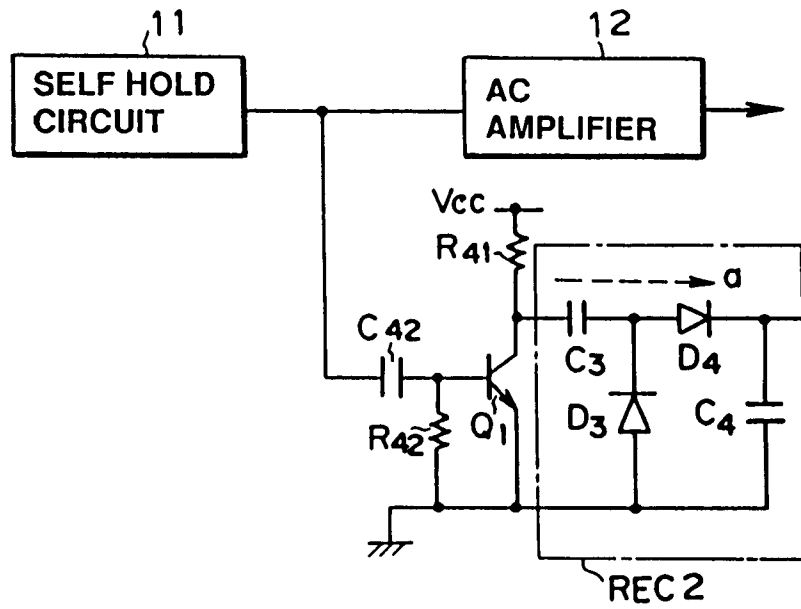 11
SELF HOLD
CIRCUIT
12
AC
AMPLIFIER
Vcc
R41
a
C42
C3
D4
R42
Q1
D3
C4
REC 2